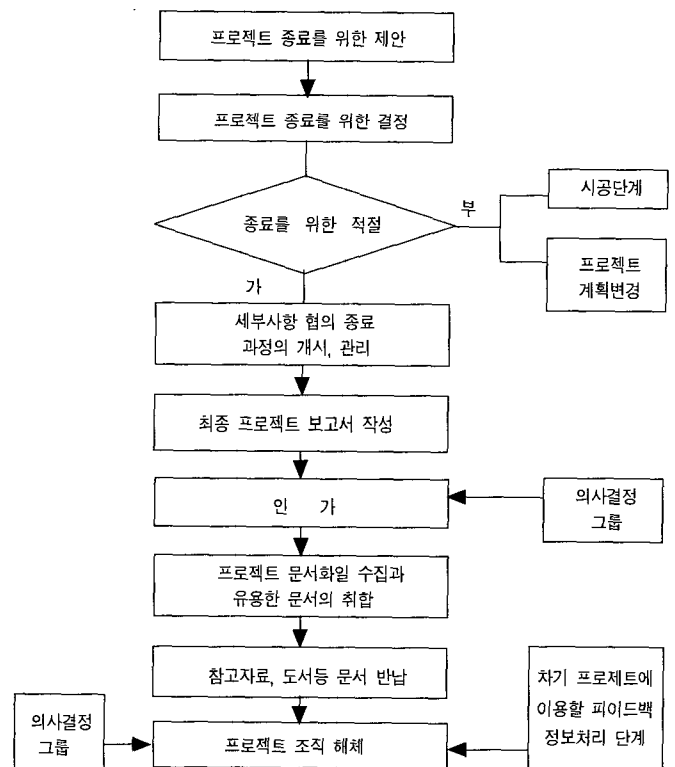 프로젝트 종료를 위한 제안
프로젝트 종료를 위한 결정
종료를 위한 적절
부
시공단계
프로젝트
계획변경
가
세부사항 협의 종료
과정의 개시, 관리
최종 프로젝트 보고서 작성
인 가
의사결정
그룹
프로젝트 문서화일 수집과
유용한 문서의 취합
참고자료, 도서등 문서 반납
차기 프로제트에
이용할 피이드백
정보처리 단계
의사결정
그룹
프로젝트 조직 해체